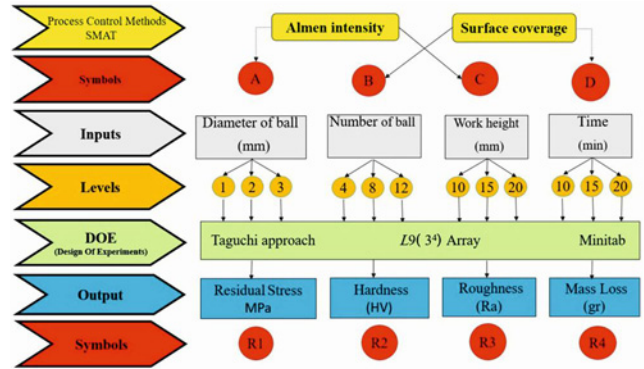 Process Control Methods
SMAT
Almen intensity
Surface coverage
Symbols
A
B
C
D
Inputs
Diameter of ball
(mm)
Number of ball
Work height
(mm)
Time
(min)
Levels
1 2 3
4 8 12
10 15 20
10 15 20
DOE
(Design Of Experiments)
Taguchi approach
L9( 3⁴) Array
Minitab
Output
Residual Stress
MPa
Hardness
(HV)
Roughness
(Ra)
Mass Loss
(gr)
Symbols
R1
R2
R3
R4